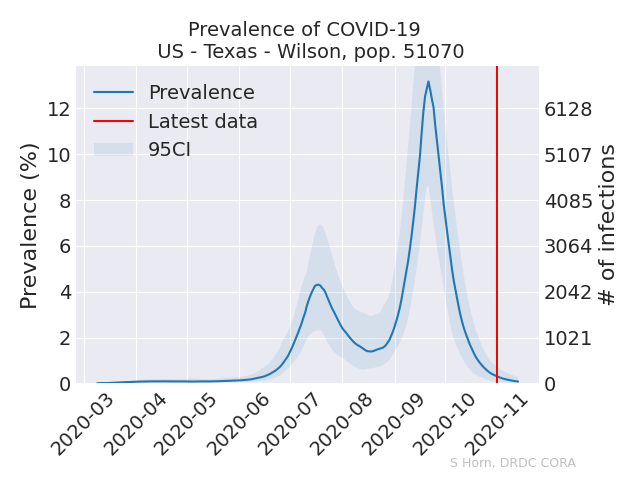 Prevalence of COVID-19
US - Texas - Wilson, pop. 51070
Prevalence
Latest data
95CI
Prevalence (%)
12
10
8
6
4
2
0
6128
5107
4085
3064
2042
1021
0
# of infections
2020-03
2020-04
2020-05
2020-06
2020-07
2020-08
2020-09
2020-10
2020-11
S Horn, DRDC CORA